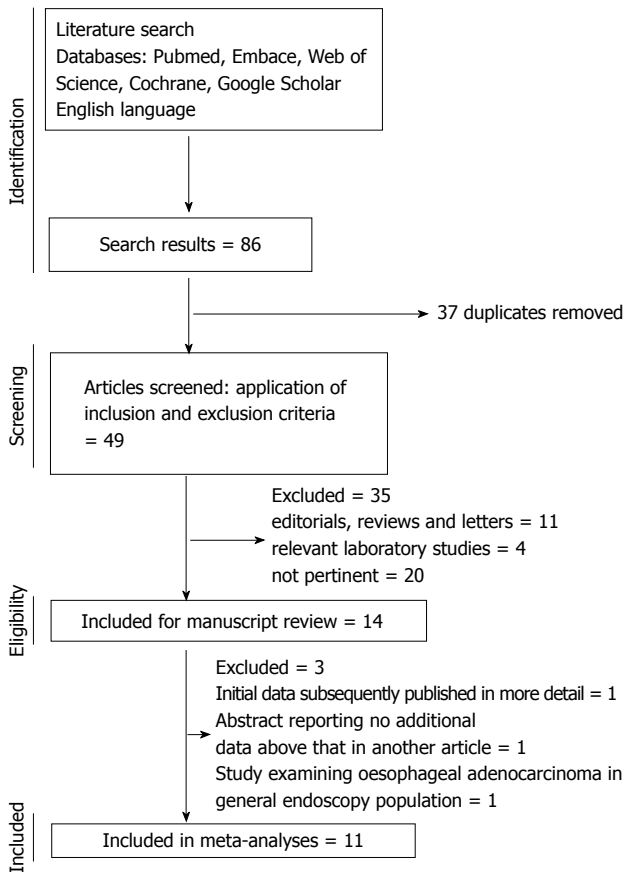 Literature search
Databases: Pubmed, Embace, Web of
Science, Cochrane, Google Scholar
English language
Identification
Search results = 86
37 duplicates removed
Screening
Articles screened: application of
inclusion and exclusion criteria
= 49
Excluded = 35
editorials, reviews and letters = 11
relevant laboratory studies = 4
not pertinent = 20
Eligibility
Included for manuscript review = 14
Excluded = 3
Initial data subsequently published in more detail = 1
Abstract reporting no additional
data above that in another article = 1
Study examining oesophageal adenocarcinoma in
general endoscopy population = 1
Included
Included in meta-analyses = 11